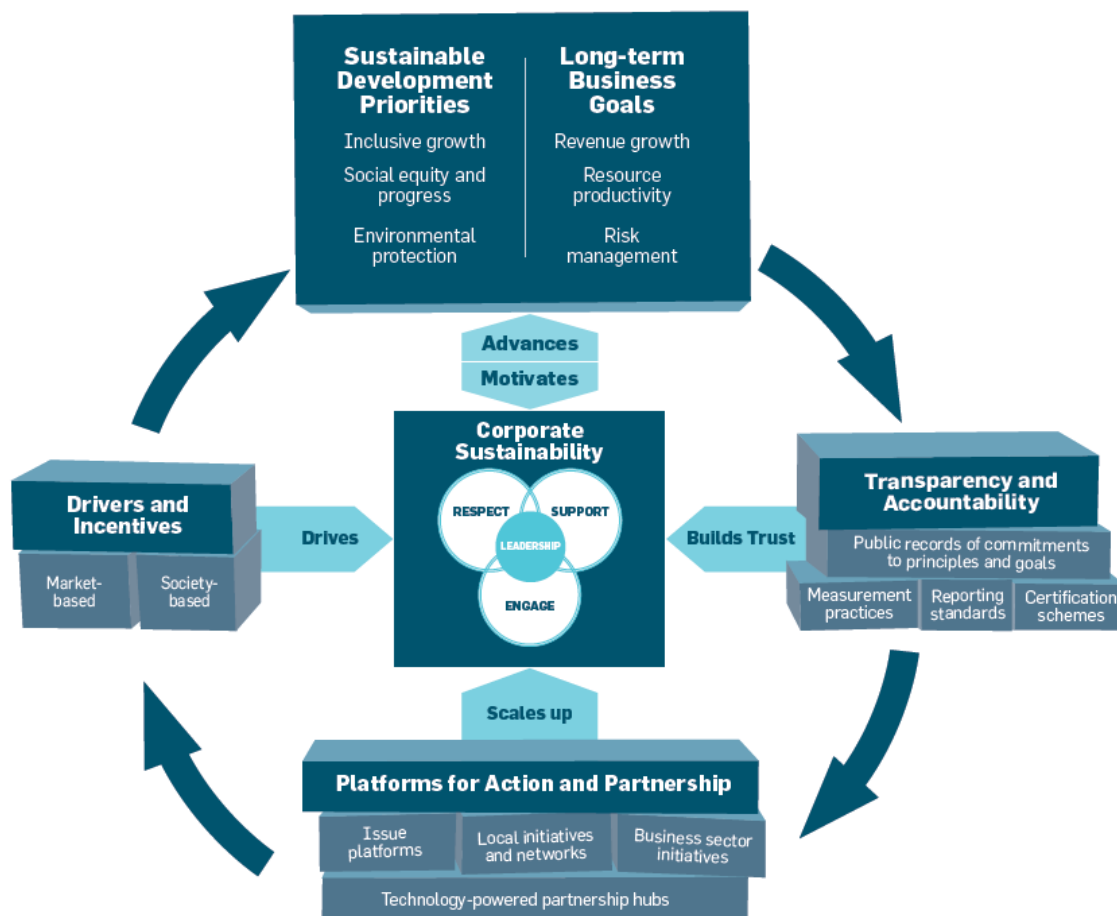 Sustainable
Development
Priorities
Inclusive growth
Social equity and
progress
Environmental
protection
Long-term
Business
Goals
Revenue growth
Resource
productivity
Risk
management
Advances
Motivates
Corporate
Sustainability
RESPECT
SUPPORT
LEADERSHIP
ENGAGE
Drivers and
Incentives
Market-
based
Society-
based
Drives
Builds Trust
Transparency and
Accountability
Public records of commitments
to principles and goals
Measurement
practices
Reporting
standards
Certification
schemes
Scales up
Platforms for Action and Partnership
Issue
platforms
Local initiatives
and networks
Business sector
initiatives
Technology-powered partnership hubs